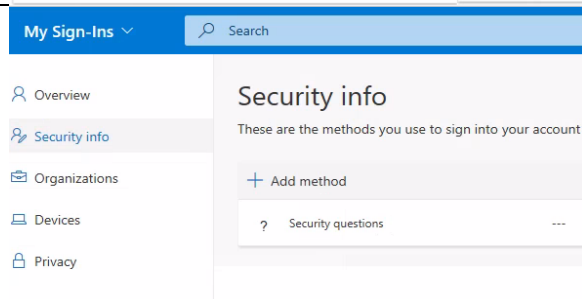 My Sign-Ins
Search
Overview
Security info
Organizations
Devices
Privacy
Security info
These are the methods you use to sign into your account
+ Add method
? Security questions ---